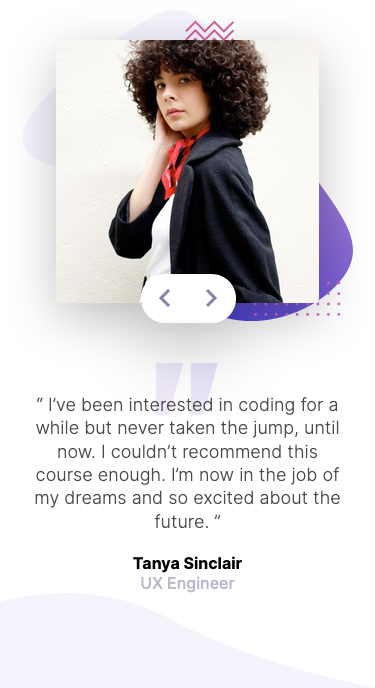 “ I’ve been interested in coding for a
while but never taken the jump, until
now. I couldn’t recommend this
course enough. I’m now in the job of
my dreams and so excited about the
future. ”
Tanya Sinclair
UX Engineer